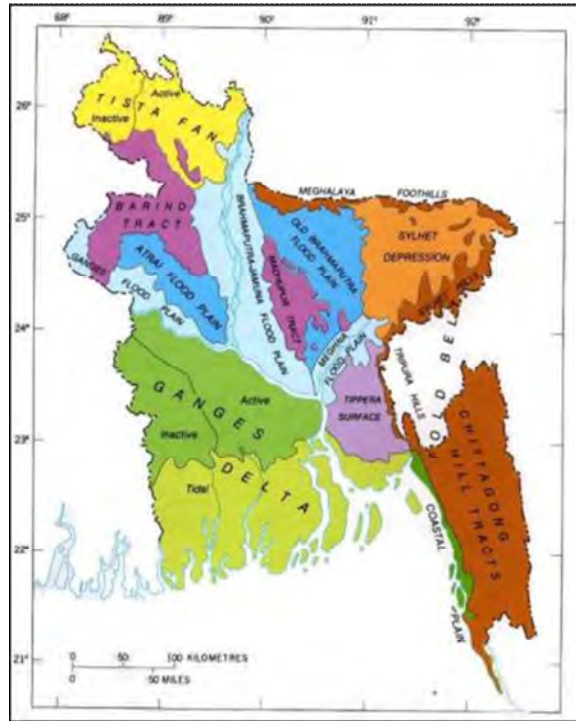 88° 89° 90° 91° 92°
26°
TISTA FAN
Active
Inactive
MEGHALAYA FOOTHILLS
25°
BARIND TRACT
BRAHMAPUTRA-JAMUNA FLOOD PLAIN
OLD BRAHMAPUTRA FLOOD PLAIN
SYLHET DEPRESSION
GANGES FLOOD PLAIN
ATRAI FLOOD PLAIN
MADHUPUR TRACT
24°
MEGHNA FLOOD PLAIN
FOLD BELT
TRIPURA HILLS
GANGES DELTA
Active
Inactive
TIPPERA SURFACE
CHITTAGONG HILL TRACTS
23°
Tidal
COASTAL PLAIN
22°
21°
0 50 100 KILOMETRES
0 50 MILES